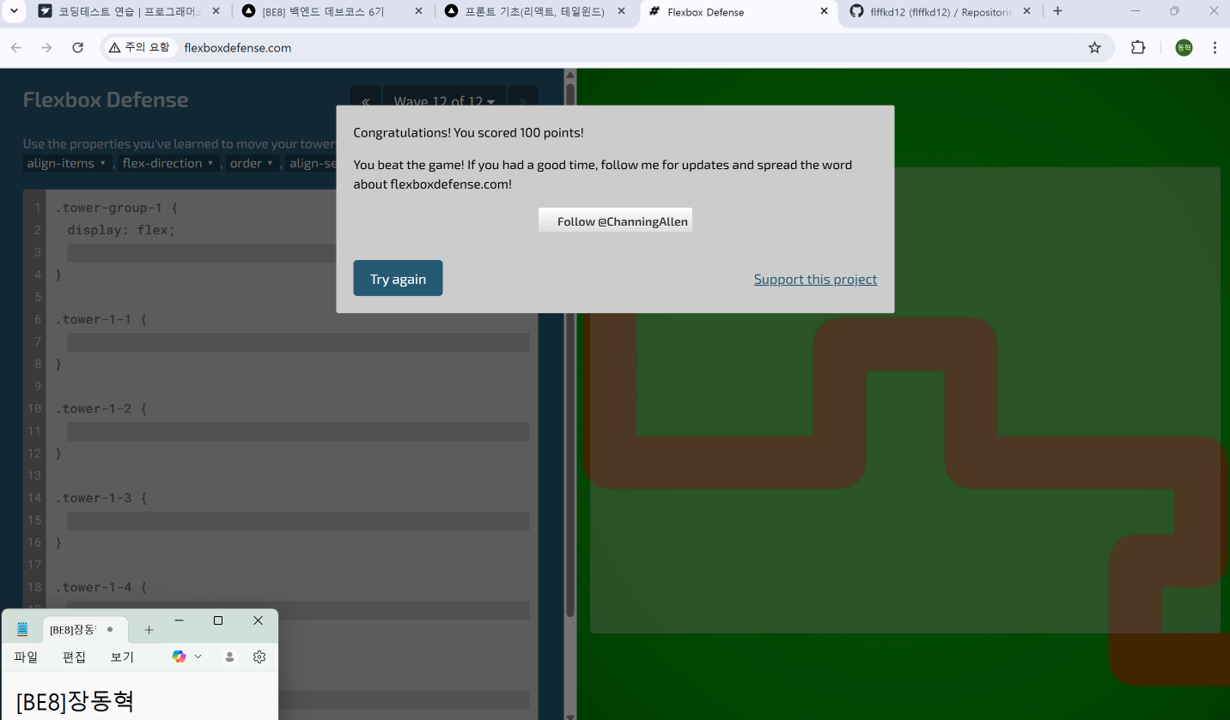 코딩테스트 연습 | 프로그래머스
[BE8] 백엔드 데브코스 6기
프론트 기초(리액트, 테일윈드)
Flexbox Defense
flffkd12 (flffkd12) / Repositorie
주의 요함
flexboxdefense.com
동혁
Flexbox Defense
« Wave 12 of 12 »
Use the properties you've learned to move your tower
align-items , flex-direction , order , align-se
Congratulations! You scored 100 points!
You beat the game! If you had a good time, follow me for updates and spread the word
about flexboxdefense.com!
Follow @ChanningAllen
Try again
Support this project
1 .tower-group-1 {
2 display: flex;
3
4 }
5
6 .tower-1-1 {
7
8 }
9
10 .tower-1-2 {
11
12 }
13
14 .tower-1-3 {
15
16 }
17
18 .tower-1-4 {
[BE8]장동
파일 편집 보기
[BE8]장동혁